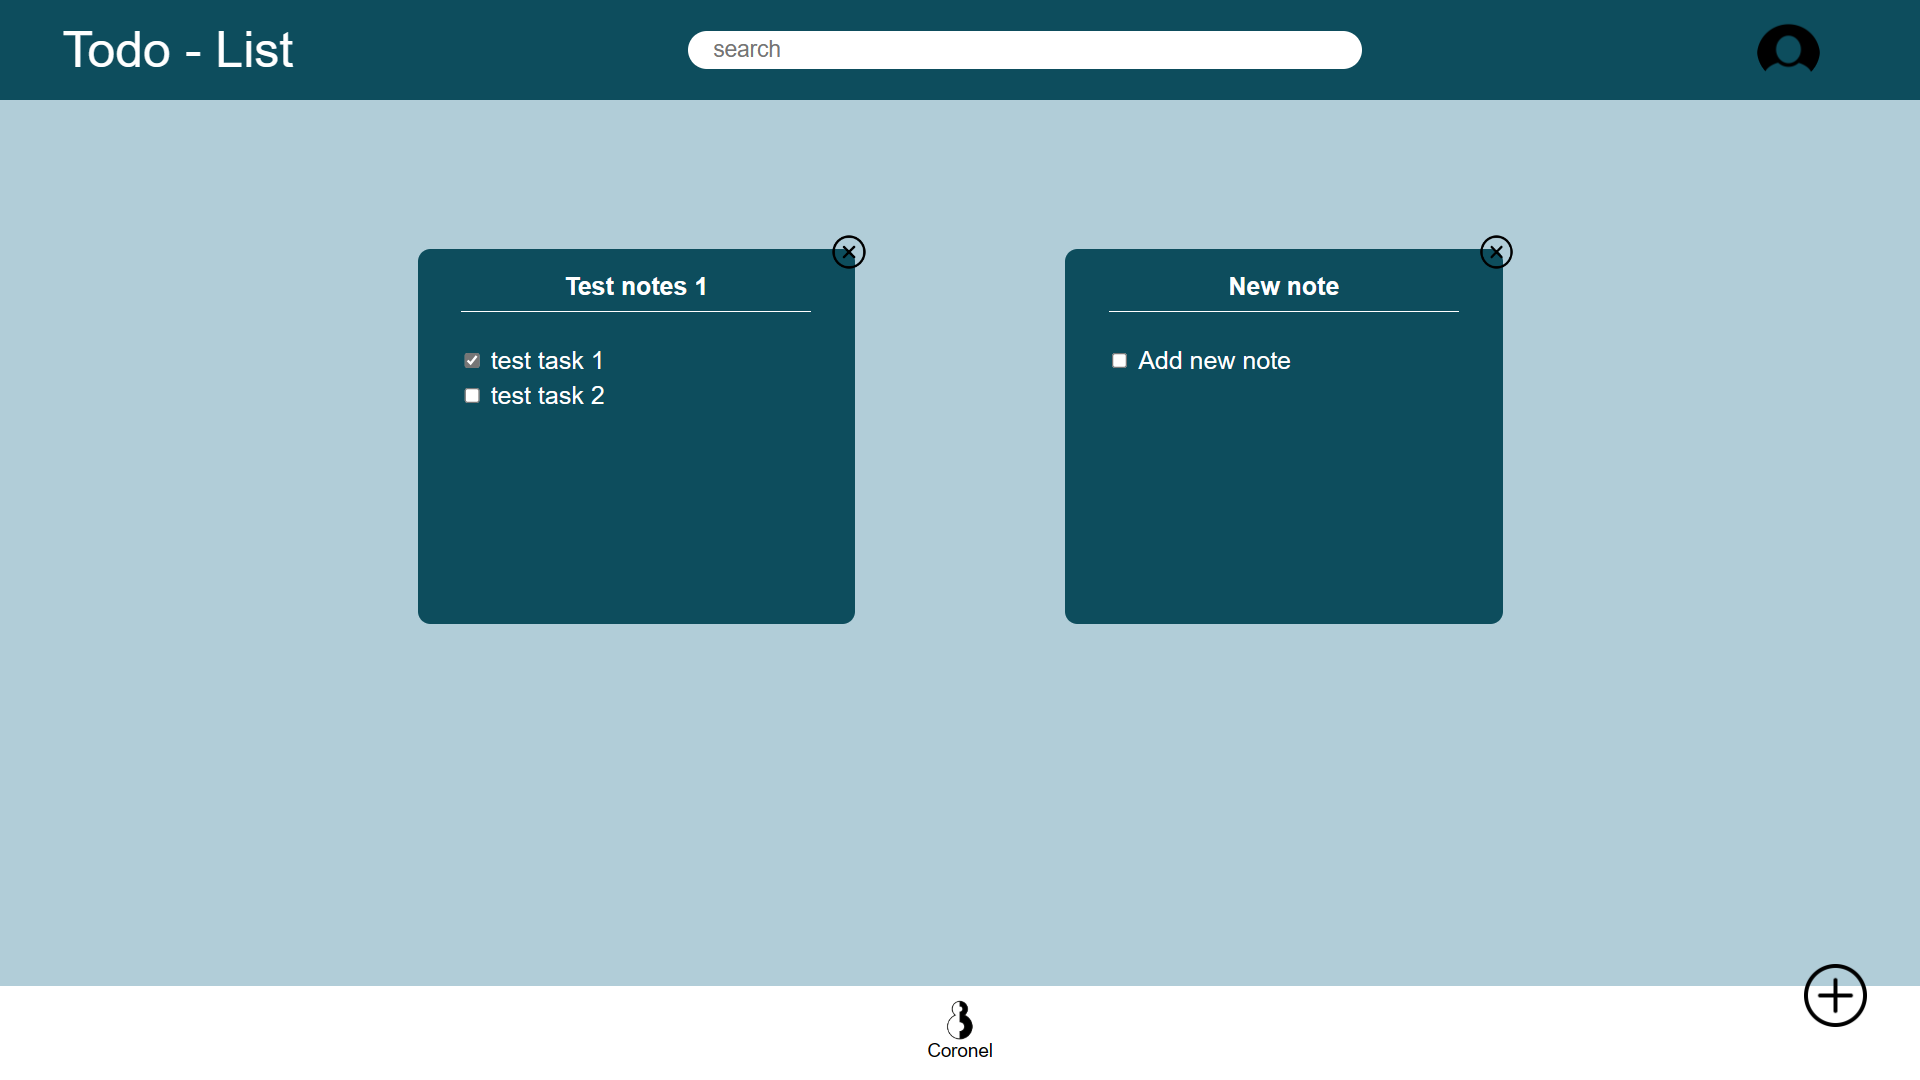 Todo - List
search
Test notes 1
test task 1
test task 2
New note
Add new note
Coronel